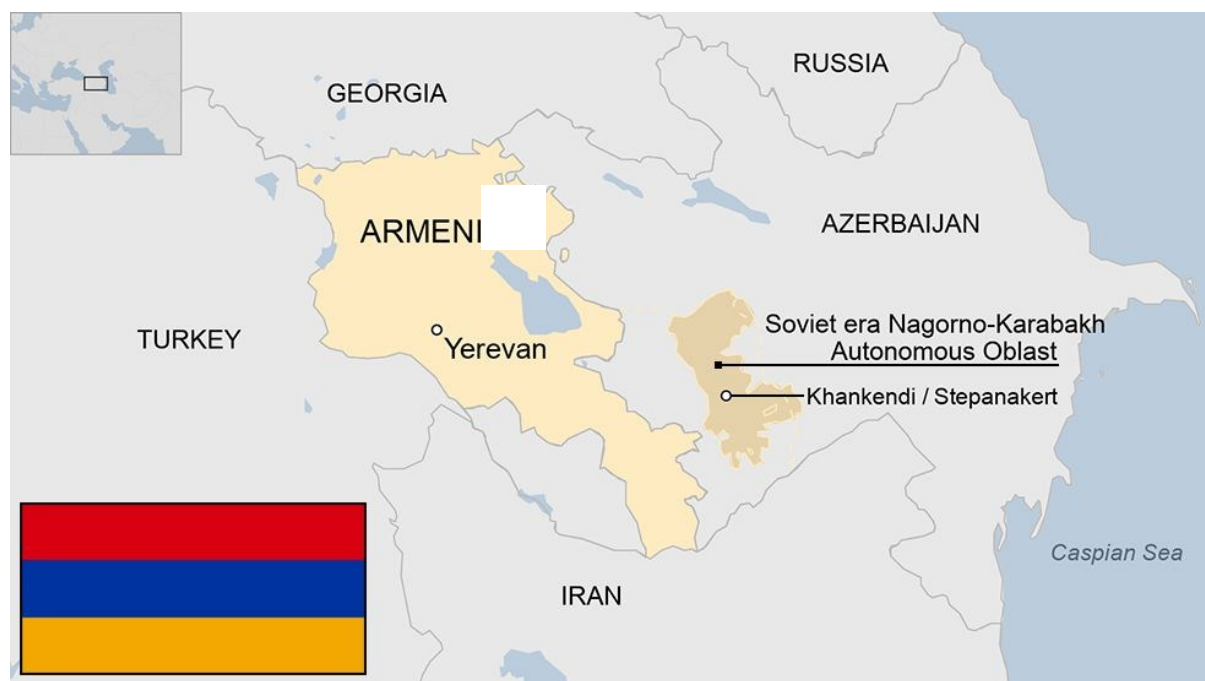 RUSSIA
GEORGIA
ARMENI
AZERBAIJAN
Soviet era Nagorno-Karabakh
Autonomous Oblast
TURKEY
Yerevan
Khankendi / Stepanakert
Caspian Sea
IRAN